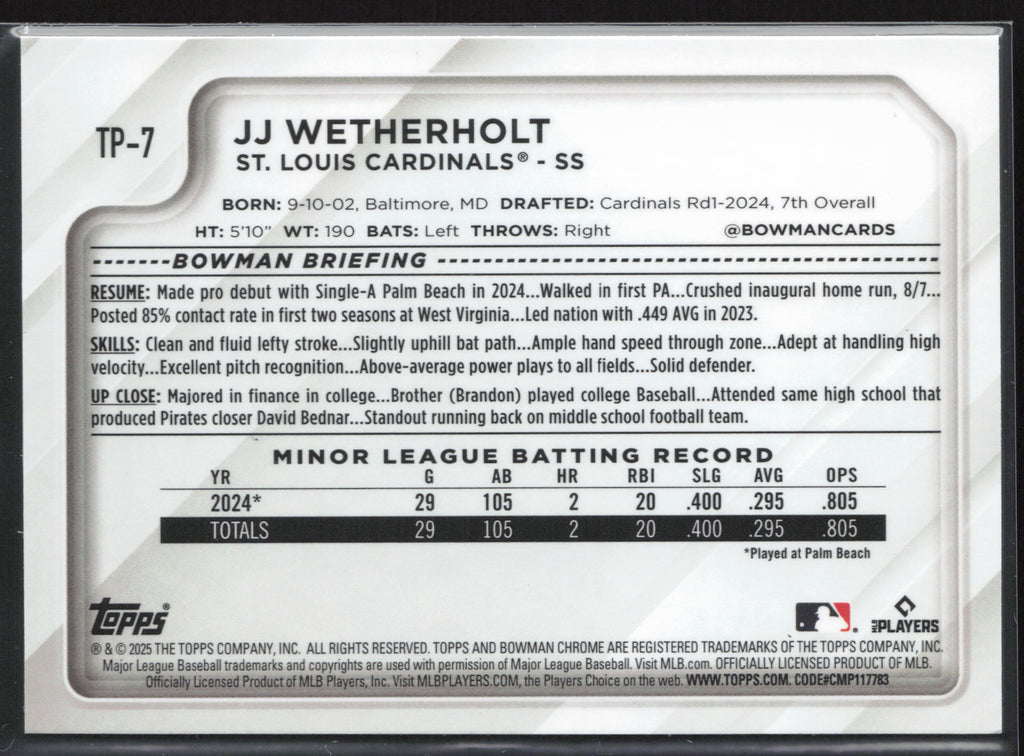 TP-7
JJ WETHERHOLT
ST. LOUIS CARDINALS® - SS
BORN: 9-10-02, Baltimore, MD DRAFTED: Cardinals Rd1-2024, 7th Overall
HT: 5'10" WT: 190 BATS: Left THROWS: Right @BOWMANCARDS
-------BOWMAN BRIEFING --------------------------------------------------
RESUME: Made pro debut with Single-A Palm Beach in 2024...Walked in first PA...Crushed inaugural home run, 8/7...
Posted 85% contact rate in first two seasons at West Virginia...Led nation with .449 AVG in 2023.
SKILLS: Clean and fluid lefty stroke...Slightly uphill bat path...Ample hand speed through zone...Adept at handling high
velocity...Excellent pitch recognition...Above-average power plays to all fields...Solid defender.
UP CLOSE: Majored in finance in college...Brother (Brandon) played college Baseball...Attended same high school that
produced Pirates closer David Bednar...Standout running back on middle school football team.
MINOR LEAGUE BATTING RECORD
YR G AB HR RBI SLG AVG OPS
2024* 29 105 2 20 .400 .295 .805
TOTALS 29 105 2 20 .400 .295 .805
*Played at Palm Beach
Topps®
MLB PLAYERS
® & © 2025 THE TOPPS COMPANY, INC. ALL RIGHTS RESERVED. TOPPS AND BOWMAN CHROME ARE REGISTERED TRADEMARKS OF THE TOPPS COMPANY, INC.
Major League Baseball trademarks and copyrights are used with permission of Major League Baseball. Visit MLB.com. OFFICIALLY LICENSED PRODUCT OF MLB.
Officially Licensed Product of MLB Players, Inc. Visit MLBPLAYERS.COM, the Players Choice on the web. WWW.TOPPS.COM. CODE#CMP117783